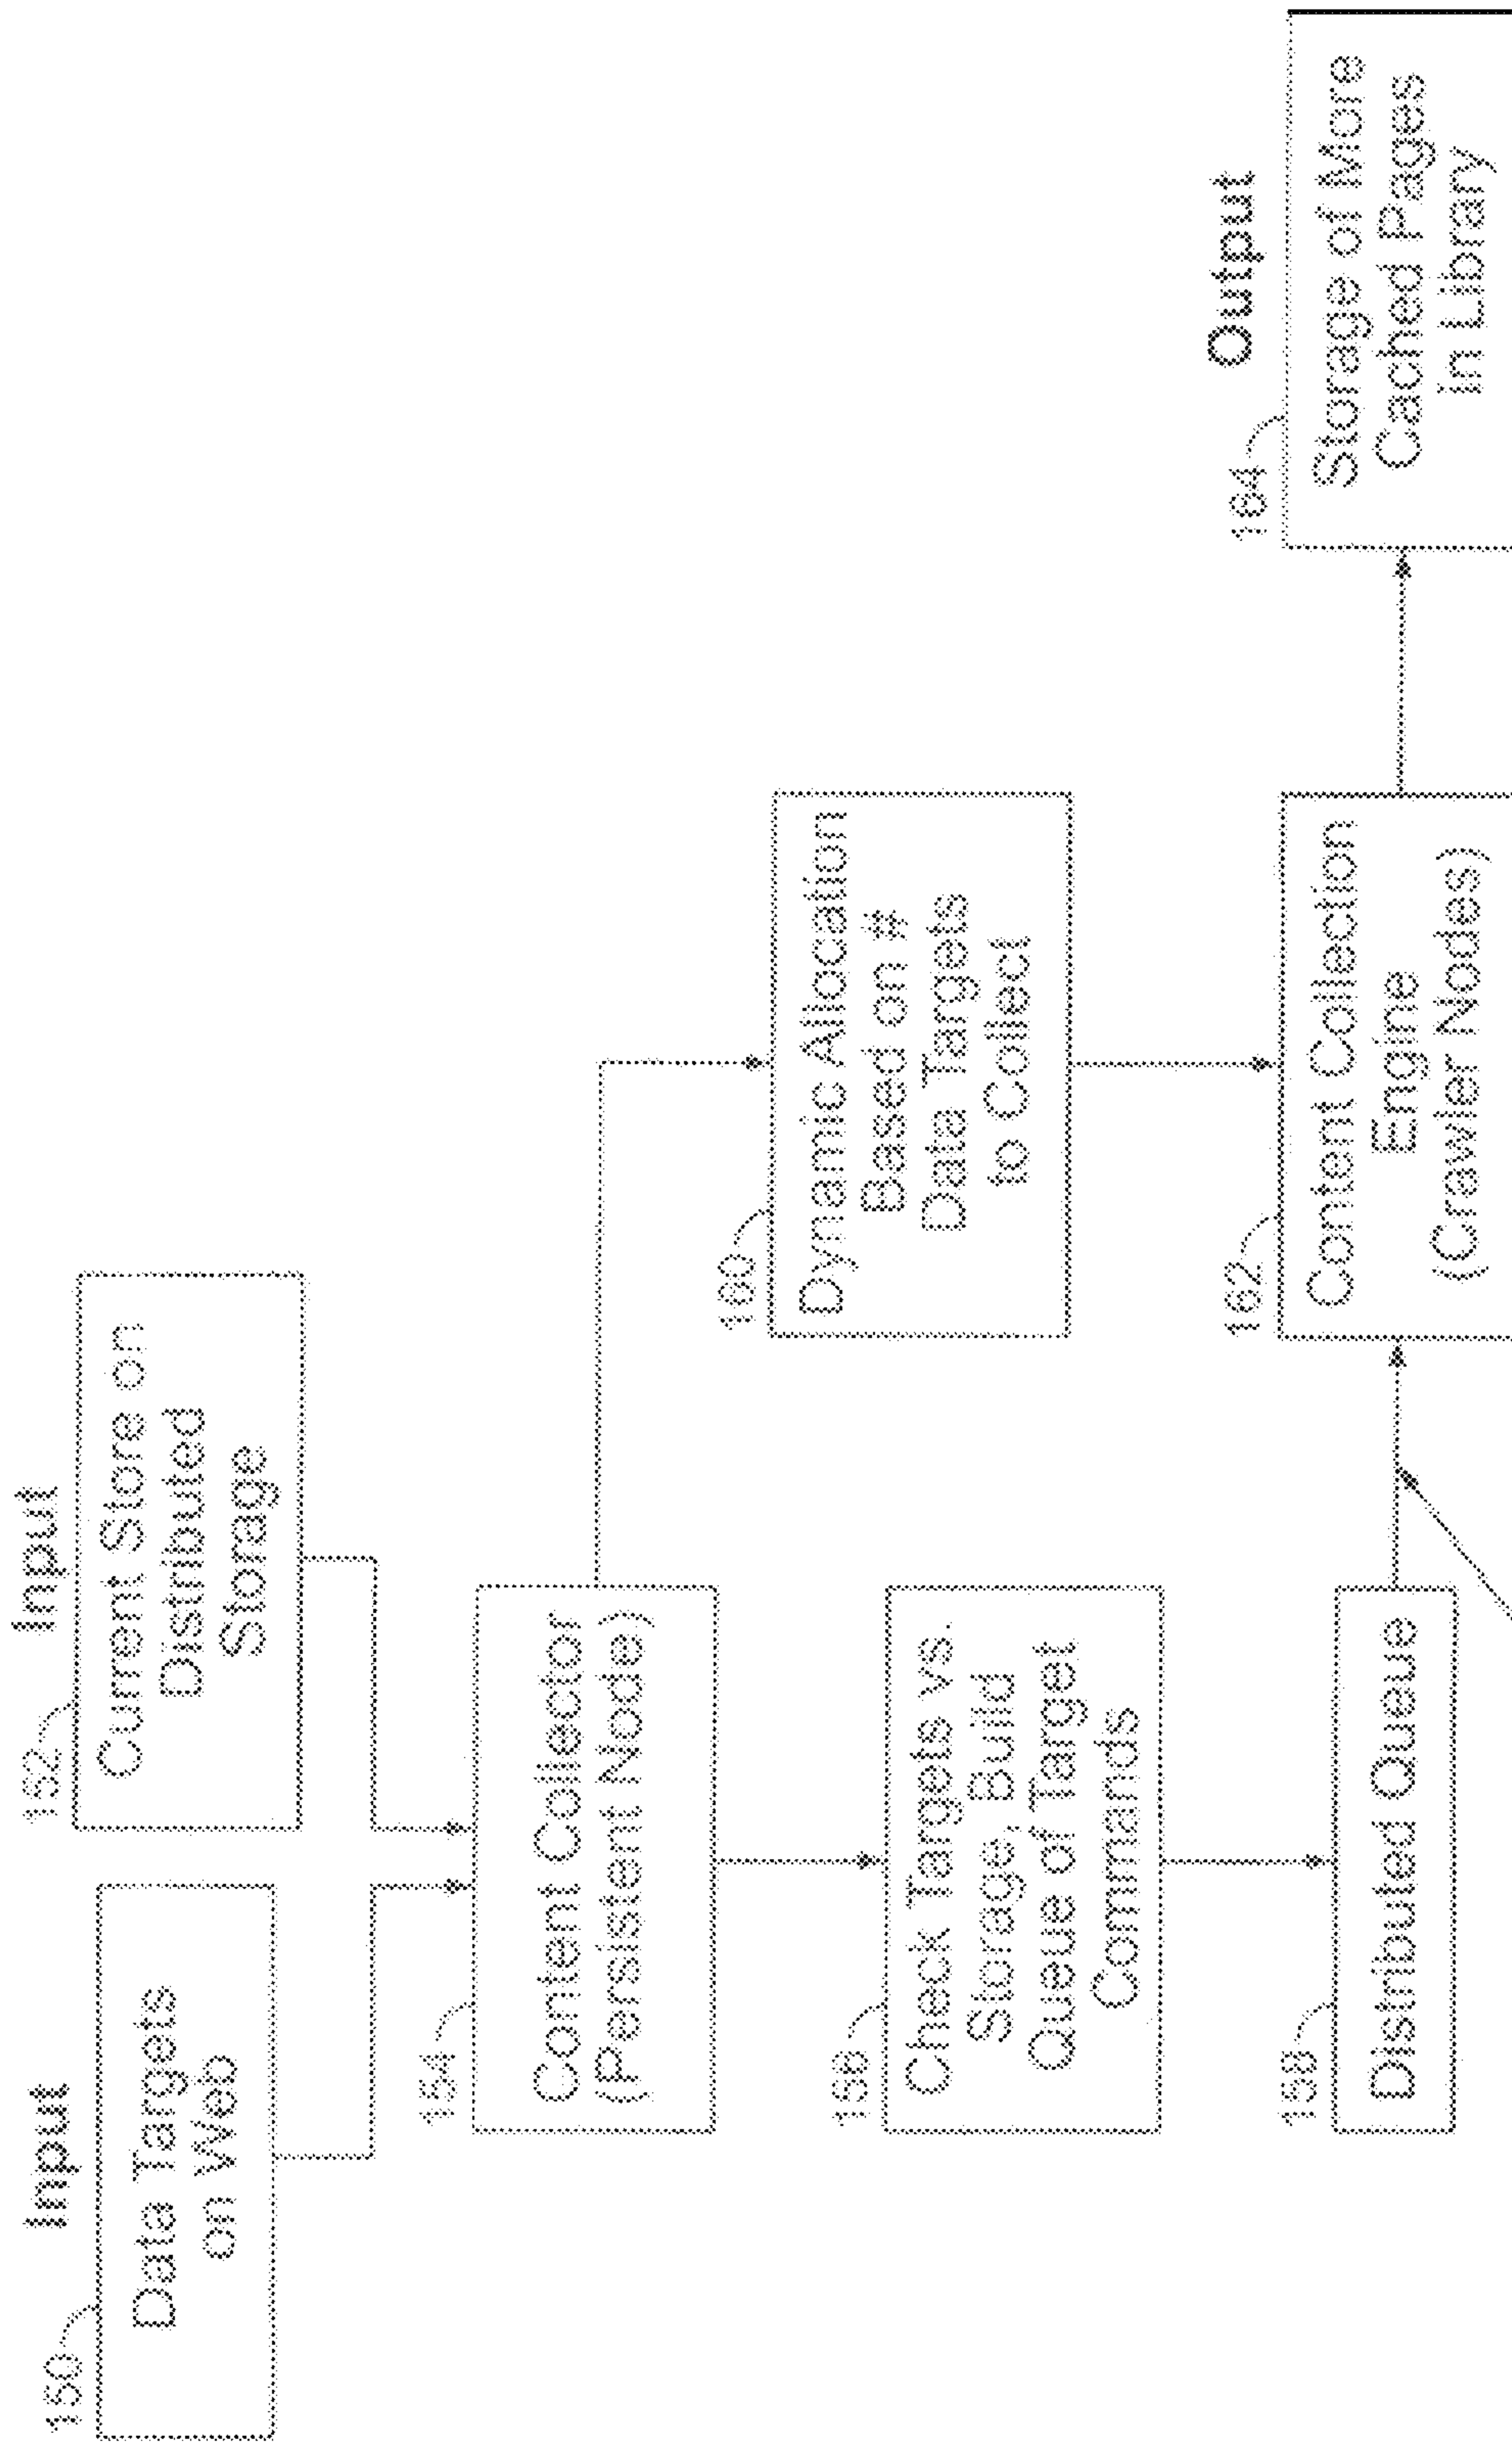 Input
150
Data Targets
on Web
Input
152
Current Store on
Distributed
Storage
154
Content Collector
(Persistent Node)
156
Check Targets vs.
Storage, Build
Queue of Target
Commands
158
Distributed Queue
160
Dynamic Allocation
Based on #
Data Targets
to Collect
162
Content Collection
Engine
(Crawler Nodes)
Output
164
Storage of More
Cached Pages
in Library